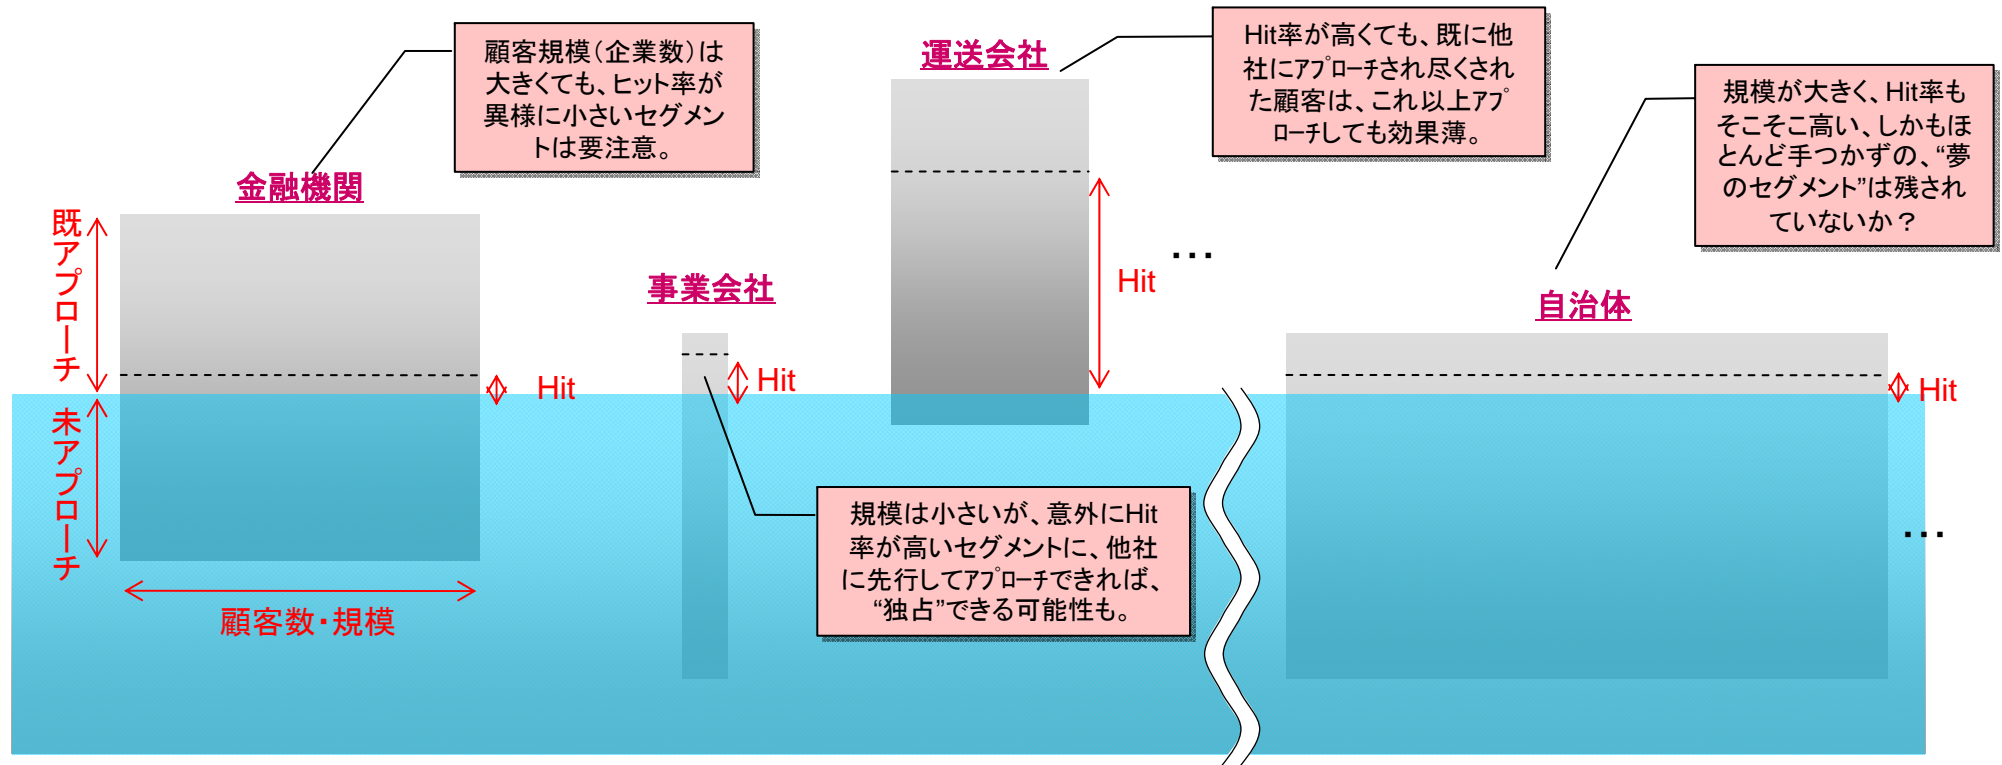 顧客規模（企業数）は
大きくても、ヒット率が
異様に小さいセグメン
トは要注意。
金融機関
既アプローチ
未アプローチ
Hit
顧客数・規模
事業会社
Hit
規模は小さいが、意外にHit
率が高いセグメントに、他社
に先行してｱﾌﾟﾛｰﾁできれば、
“独占”できる可能性も。
運送会社
Hit率が高くても、既に他
社にｱﾌﾟﾛｰﾁされ尽くされ
た顧客は、これ以上ｱﾌﾟ
ﾛｰﾁしても効果薄。
Hit
…
規模が大きく、Hit率も
そこそこ高い、しかもほ
とんど手つかずの、“夢
のセグメント”は残され
ていないか？
自治体
Hit
…